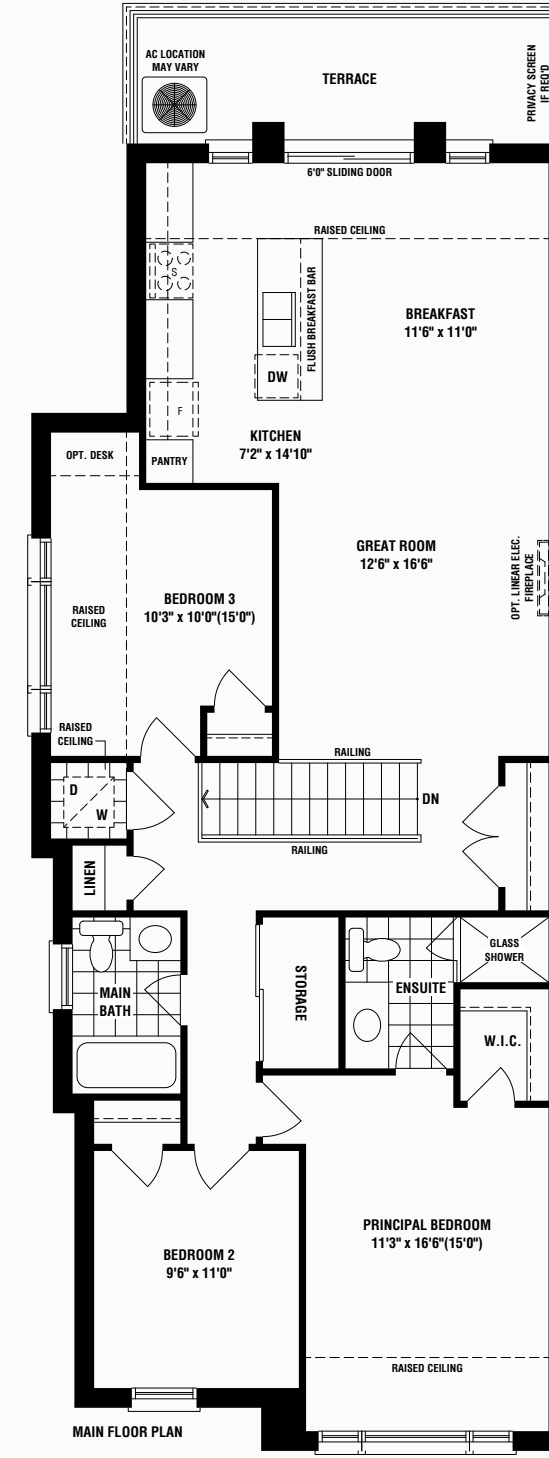 AC LOCATION
MAY VARY
TERRACE
PRIVACY SCREEN
IF REQ'D
6'0" SLIDING DOOR
RAISED CEILING
S
FLUSH BREAKFAST BAR
BREAKFAST
11'6" x 11'0"
DW
F
KITCHEN
7'2" x 14'10"
OPT. DESK
PANTRY
GREAT ROOM
12'6" x 16'6"
OPT. LINEAR ELEC.
FIREPLACE
BEDROOM 3
10'3" x 10'0"(15'0")
RAISED
CEILING
RAISED
CEILING
RAILING
D
W
DN
RAILING
LINEN
GLASS
SHOWER
STORAGE
ENSUITE
MAIN
BATH
W.I.C.
PRINCIPAL BEDROOM
11'3" x 16'6"(15'0")
BEDROOM 2
9'6" x 11'0"
RAISED CEILING
MAIN FLOOR PLAN